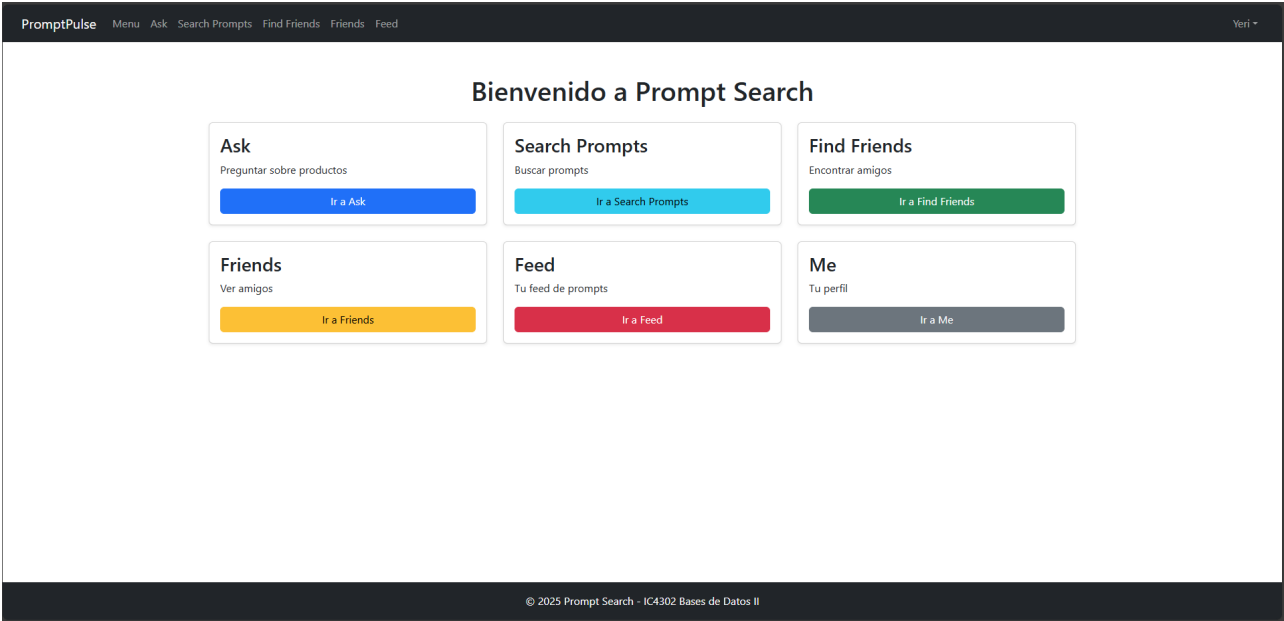 PromptPulse Menu Ask Search Prompts Find Friends Friends Feed Yeri
Bienvenido a Prompt Search
Ask
Preguntar sobre productos
Ir a Ask
Search Prompts
Buscar prompts
Ir a Search Prompts
Find Friends
Encontrar amigos
Ir a Find Friends
Friends
Ver amigos
Ir a Friends
Feed
Tu feed de prompts
Ir a Feed
Me
Tu perfil
Ir a Me
© 2025 Prompt Search - IC4302 Bases de Datos II